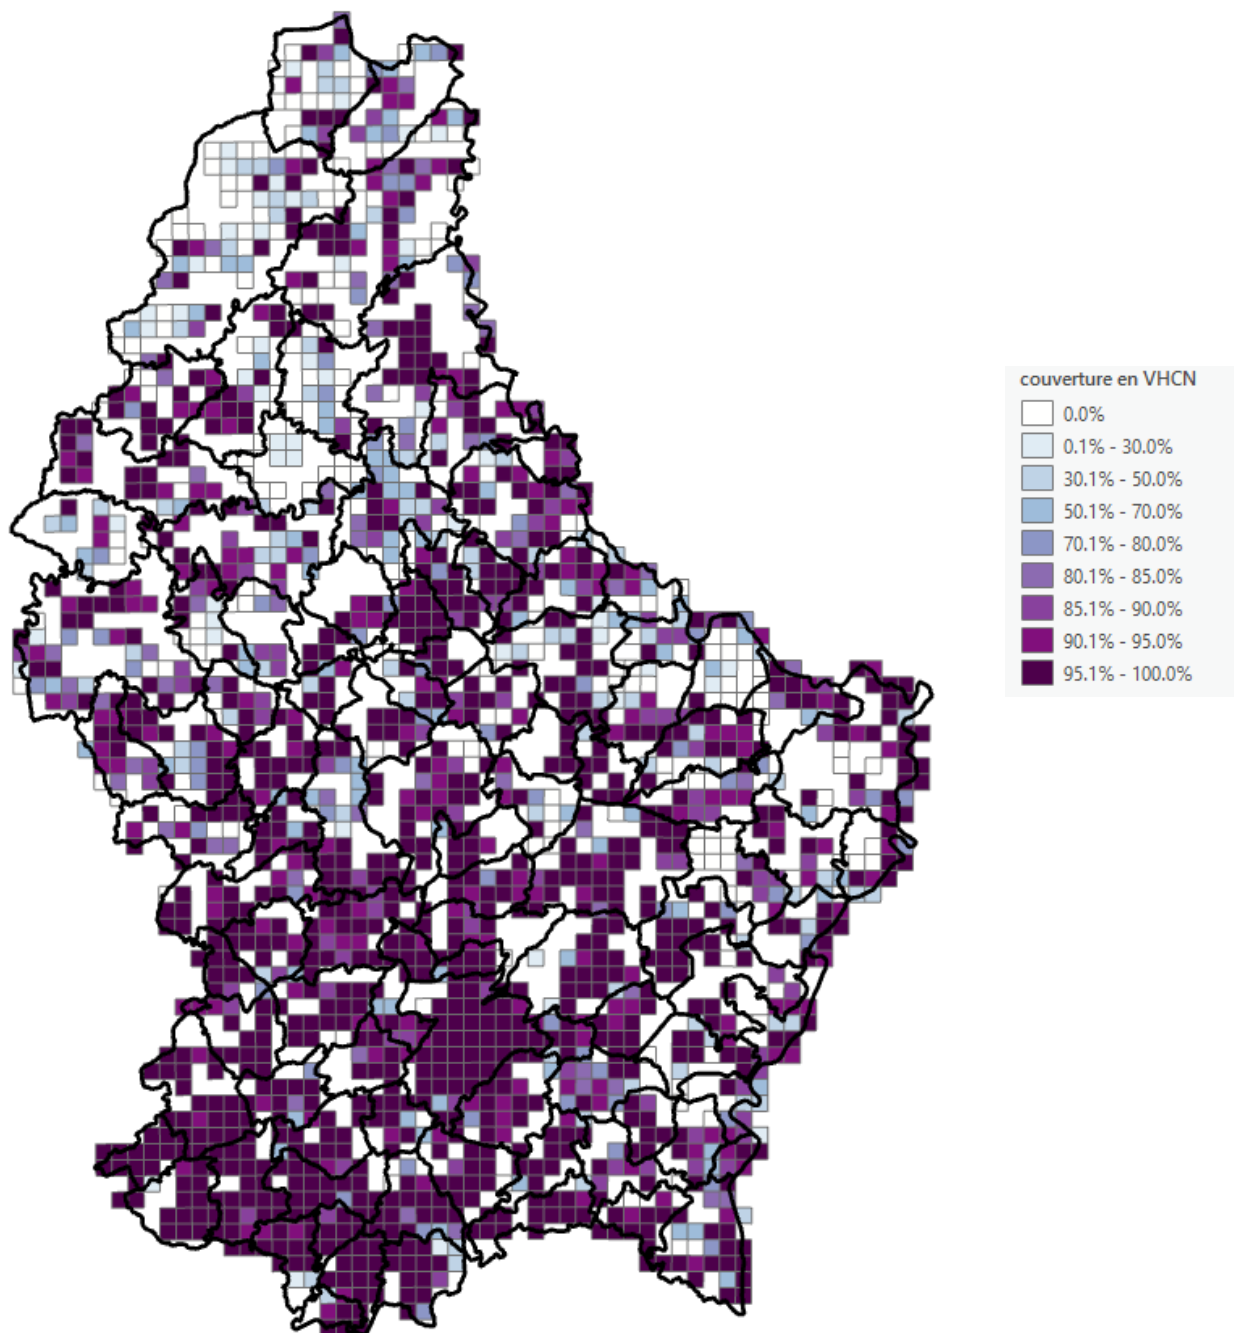 couverture en VHCN
0.0%
0.1% - 30.0%
30.1% - 50.0%
50.1% - 70.0%
70.1% - 80.0%
80.1% - 85.0%
85.1% - 90.0%
90.1% - 95.0%
95.1% - 100.0%